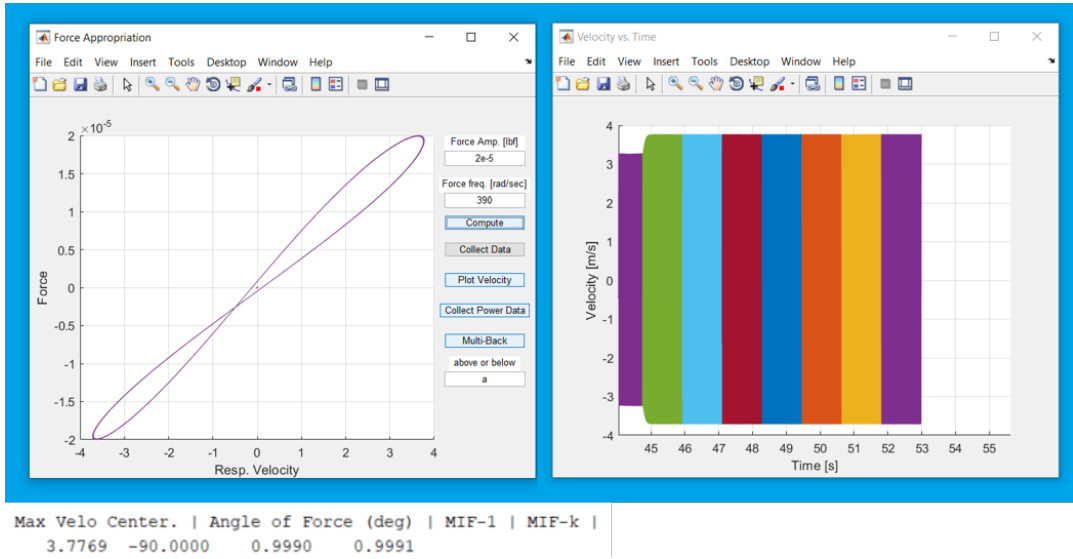 Force Appropriation
File Edit View Insert Tools Desktop Window Help
×10^-5
2
1.5
1
0.5
0
-0.5
-1
-1.5
-2
-4 -3 -2 -1 0 1 2 3 4
Resp. Velocity
Force
Force Amp. [lbf]
2e-5
Force freq. [rad/sec]
390
Compute
Collect Data
Plot Velocity
Collect Power Data
Multi-Back
above or below
a
Velocity vs. Time
File Edit View Insert Tools Desktop Window Help
4
3
2
1
0
-1
-2
-3
-4
45 46 47 48 49 50 51 52 53 54 55
Time [s]
Velocity [m/s]
Max Velo Center. | Angle of Force (deg) | MIF-1 | MIF-k |
3.7769 -90.0000 0.9990 0.9991